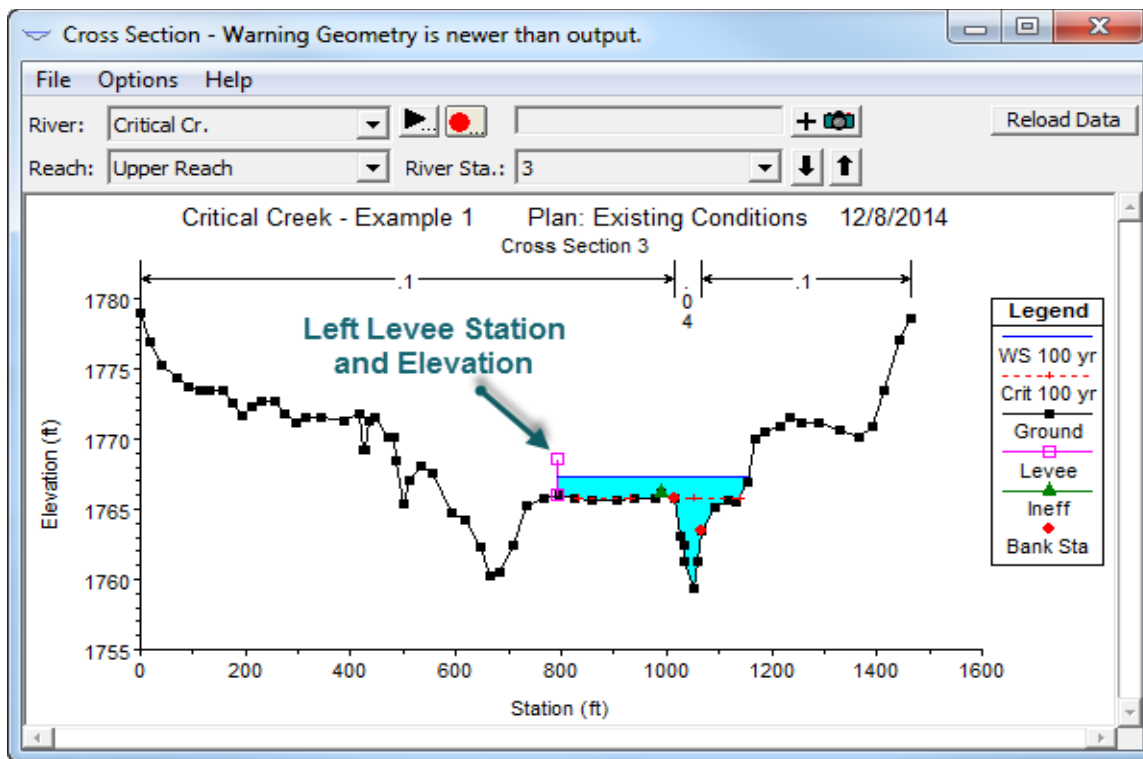 Cross Section - Warning Geometry is newer than output.
File Options Help
River: Critical Cr. Reload Data
Reach: Upper Reach River Sta.: 3
Critical Creek - Example 1 Plan: Existing Conditions 12/8/2014
Cross Section 3
.1 .04 .1
Left Levee Station
and Elevation
Elevation (ft)
1780
1775
1770
1765
1760
1755
0 200 400 600 800 1000 1200 1400 1600
Station (ft)
Legend
WS 100 yr
Crit 100 yr
Ground
Levee
Ineff
Bank Sta